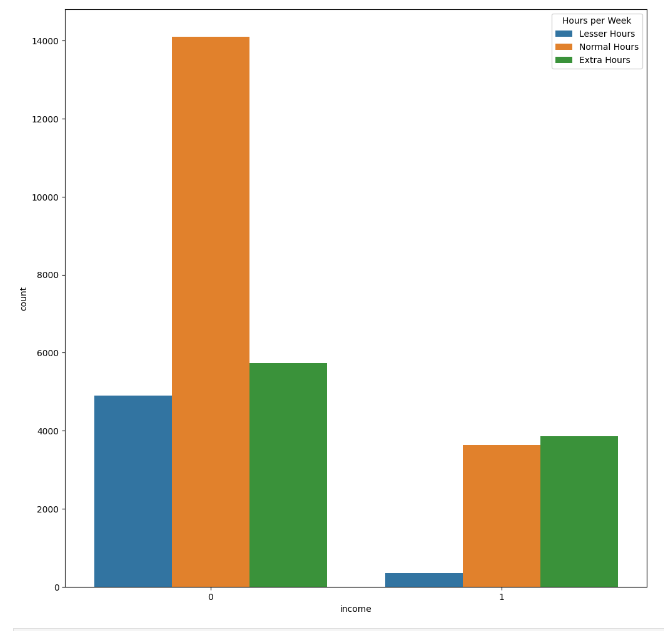 Hours per Week
Lesser Hours
Normal Hours
Extra Hours
14000
12000
10000
8000
6000
4000
2000
0
count
0 1
income